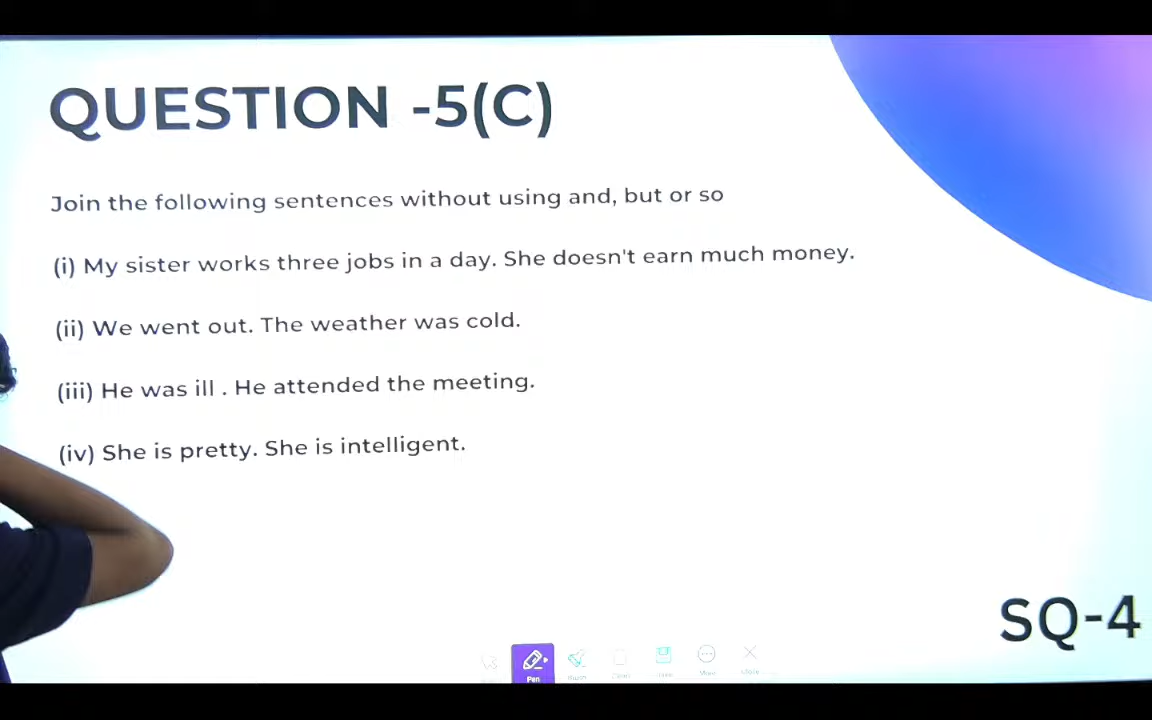 QUESTION -5(C)
Join the following sentences without using and, but or so
(i) My sister works three jobs in a day. She doesn't earn much money.
(ii) We went out. The weather was cold.
(iii) He was ill . He attended the meeting.
(iv) She is pretty. She is intelligent.
SQ-4
Pen